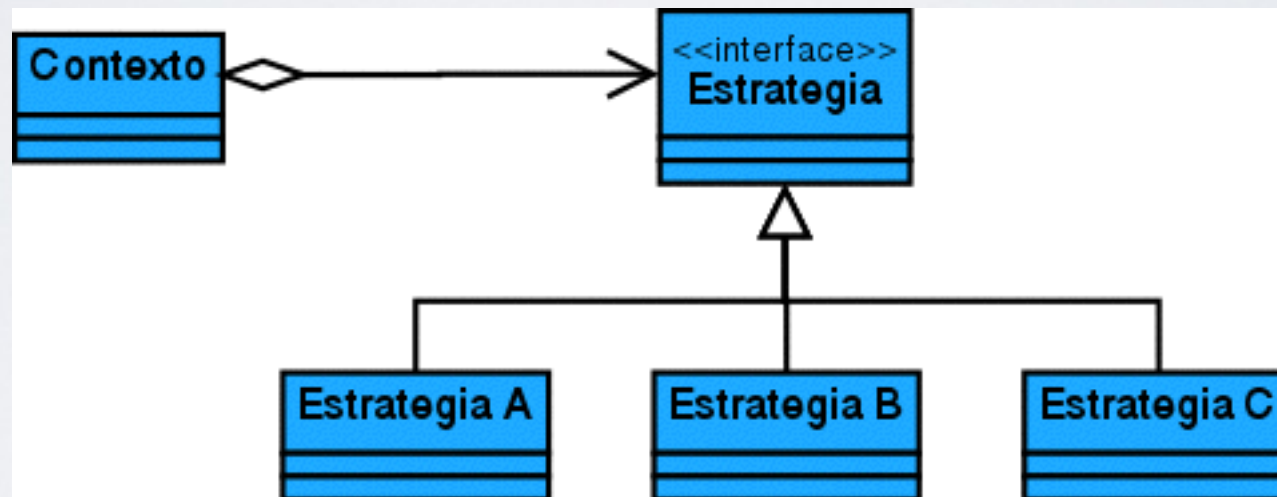 Contexto
<<interface>>
Estrategia
Estrategia A
Estrategia B
Estrategia C